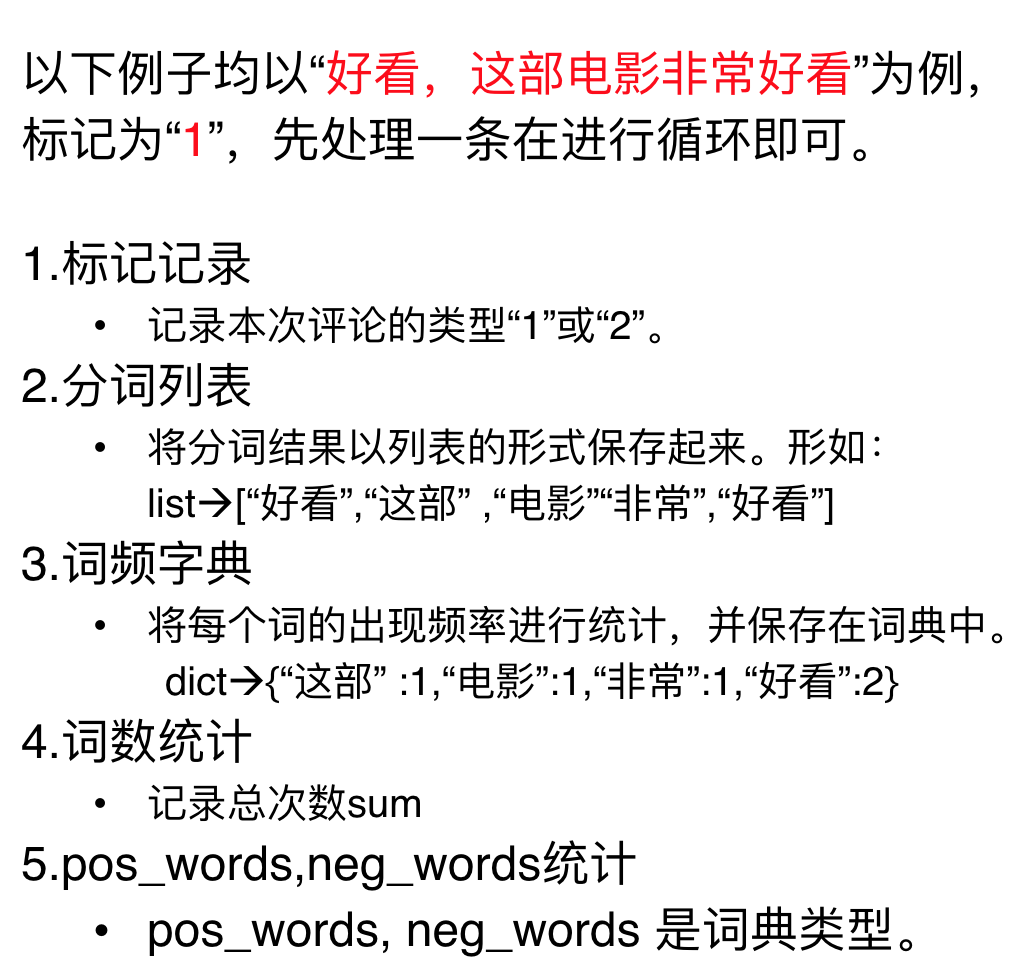 以下例子均以“好看，这部电影非常好看”为例，
标记为“1”，先处理一条在进行循环即可。
1.标记记录
• 记录本次评论的类型“1”或“2”。
2.分词列表
• 将分词结果以列表的形式保存起来。形如：
list→[“好看”,“这部” ,“电影”“非常”,“好看”]
3.词频字典
• 将每个词的出现频率进行统计，并保存在词典中。
dict→{“这部” :1,“电影”:1,“非常”:1,“好看”:2}
4.词数统计
• 记录总次数sum
5.pos_words,neg_words统计
• pos_words, neg_words 是词典类型。